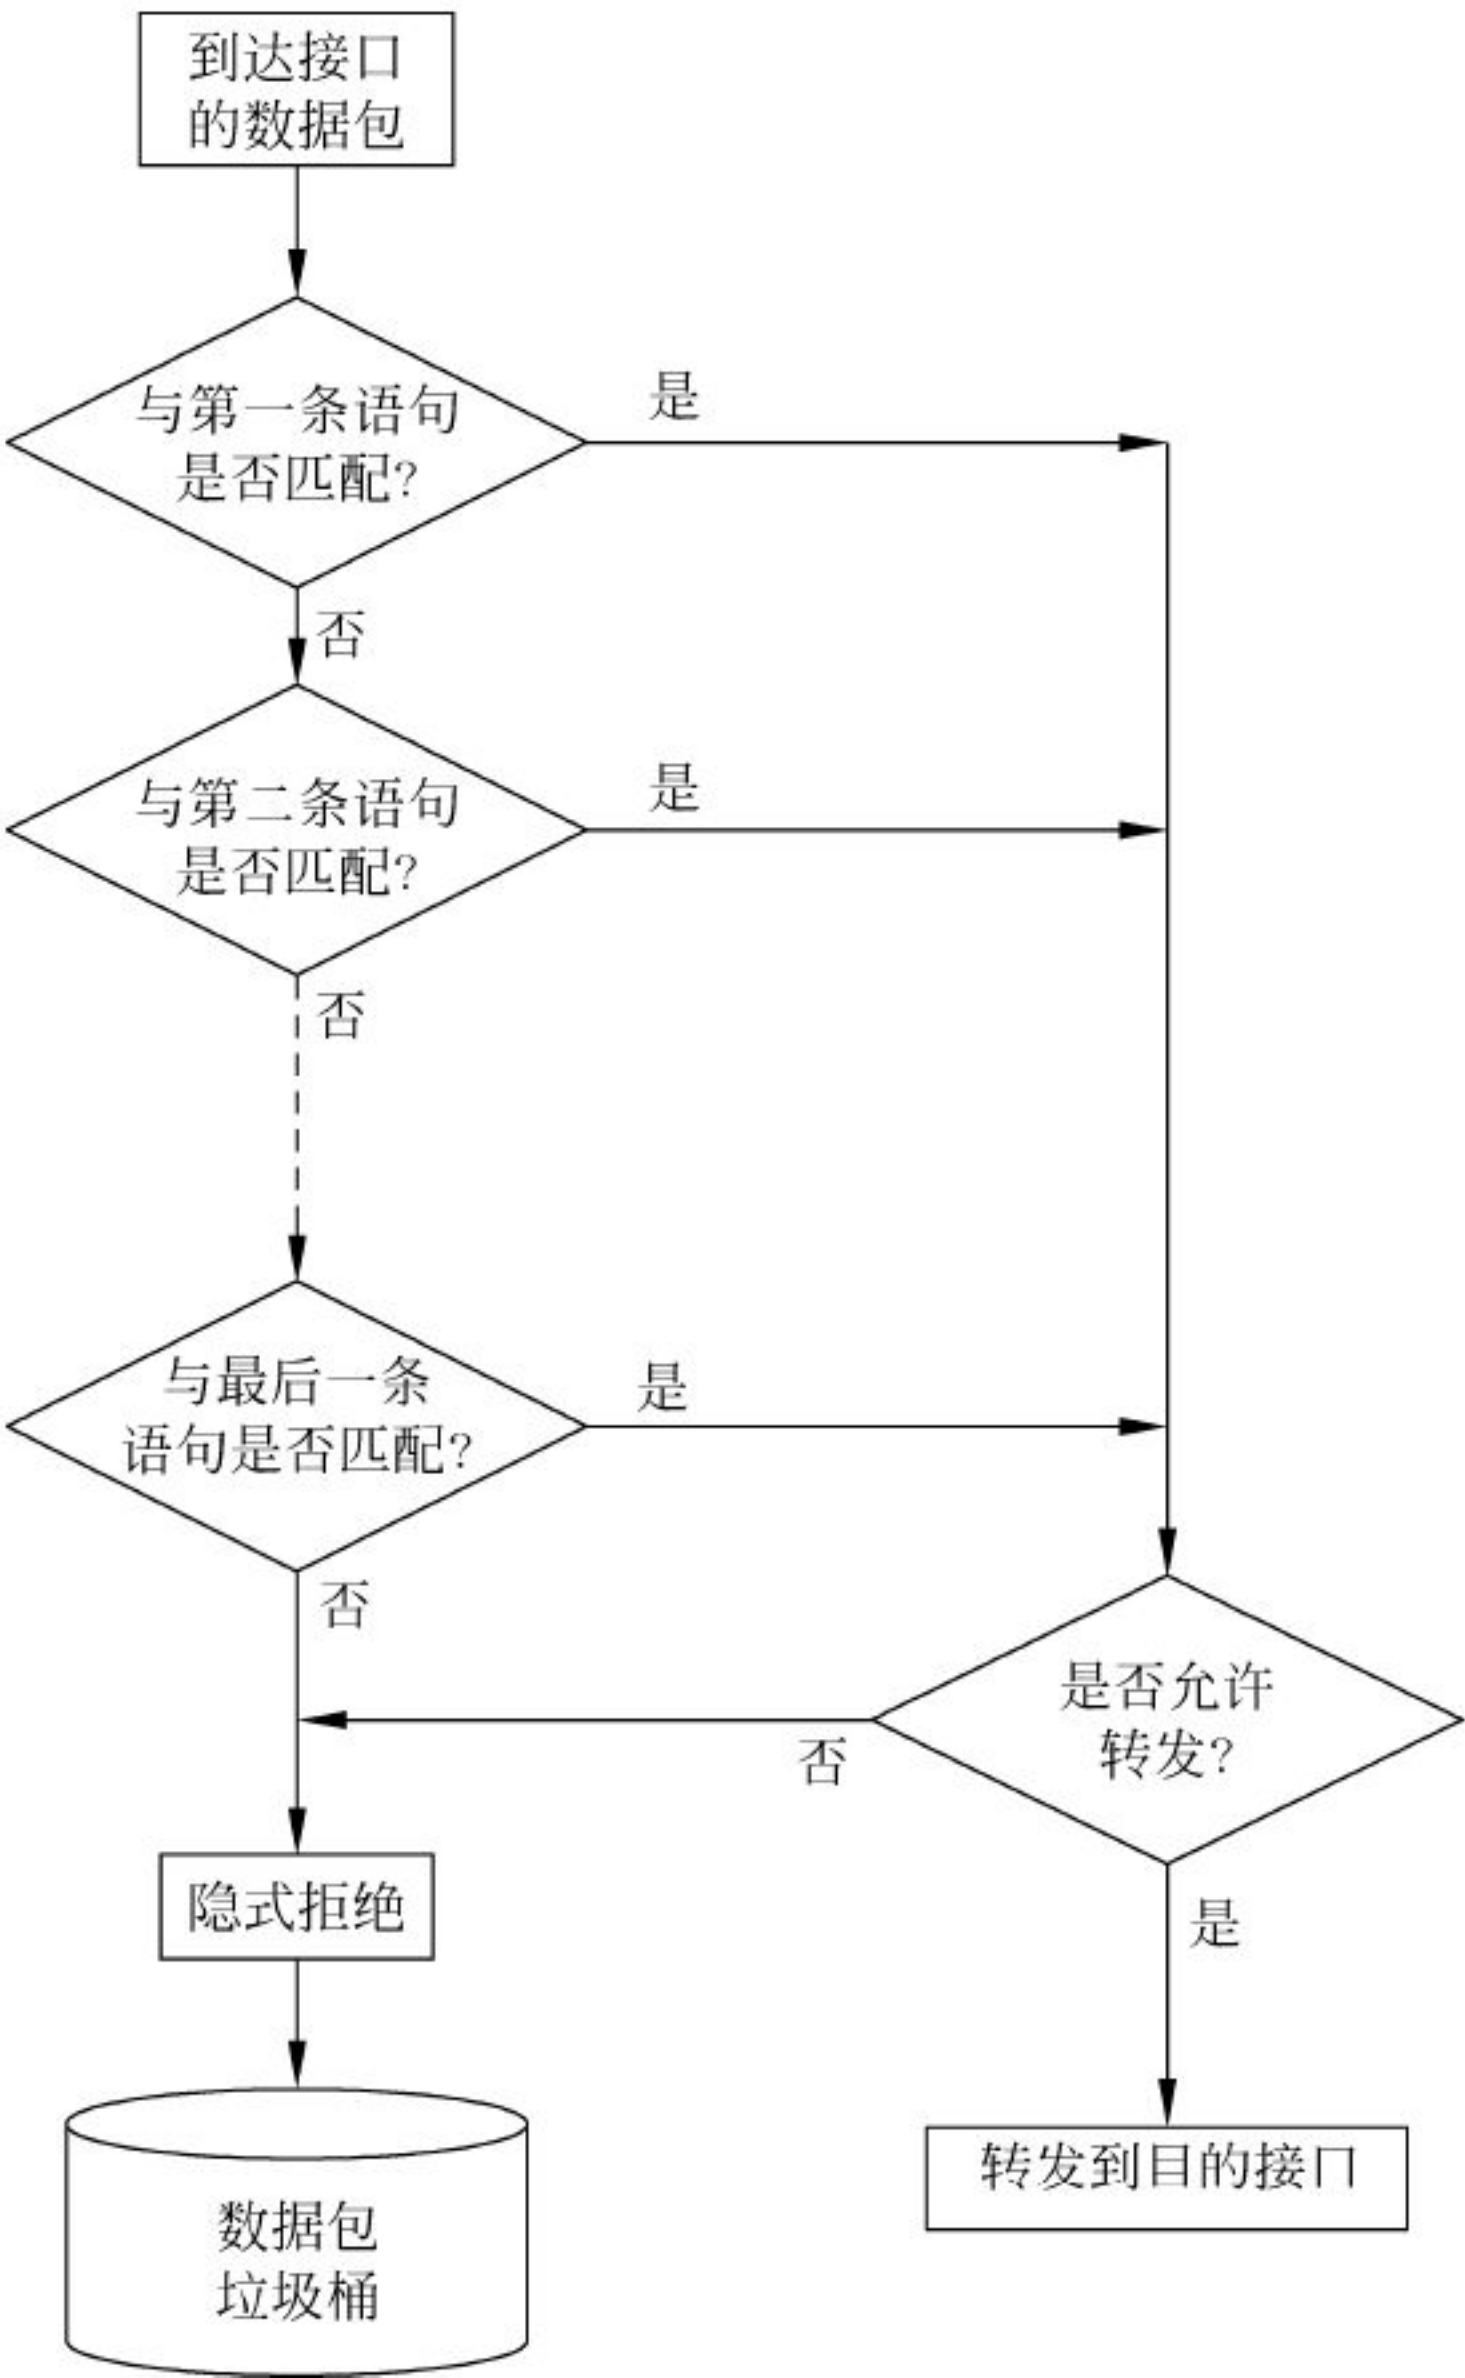 到达接口
的数据包
与第一条语句
是否匹配?
是
否
与第二条语句
是否匹配?
是
否
与最后一条
语句是否匹配?
是
否
是否允许
转发?
否
是
隐式拒绝
转发到目的接口
数据包
垃圾桶